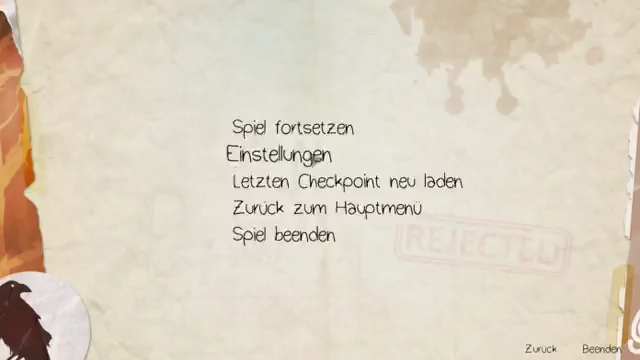 Spiel fortsetzen
Einstellungen
Letzten Checkpoint neu laden
Zurück zum Hauptmenü
Spiel beenden
REJECTED
Zurück
Beenden